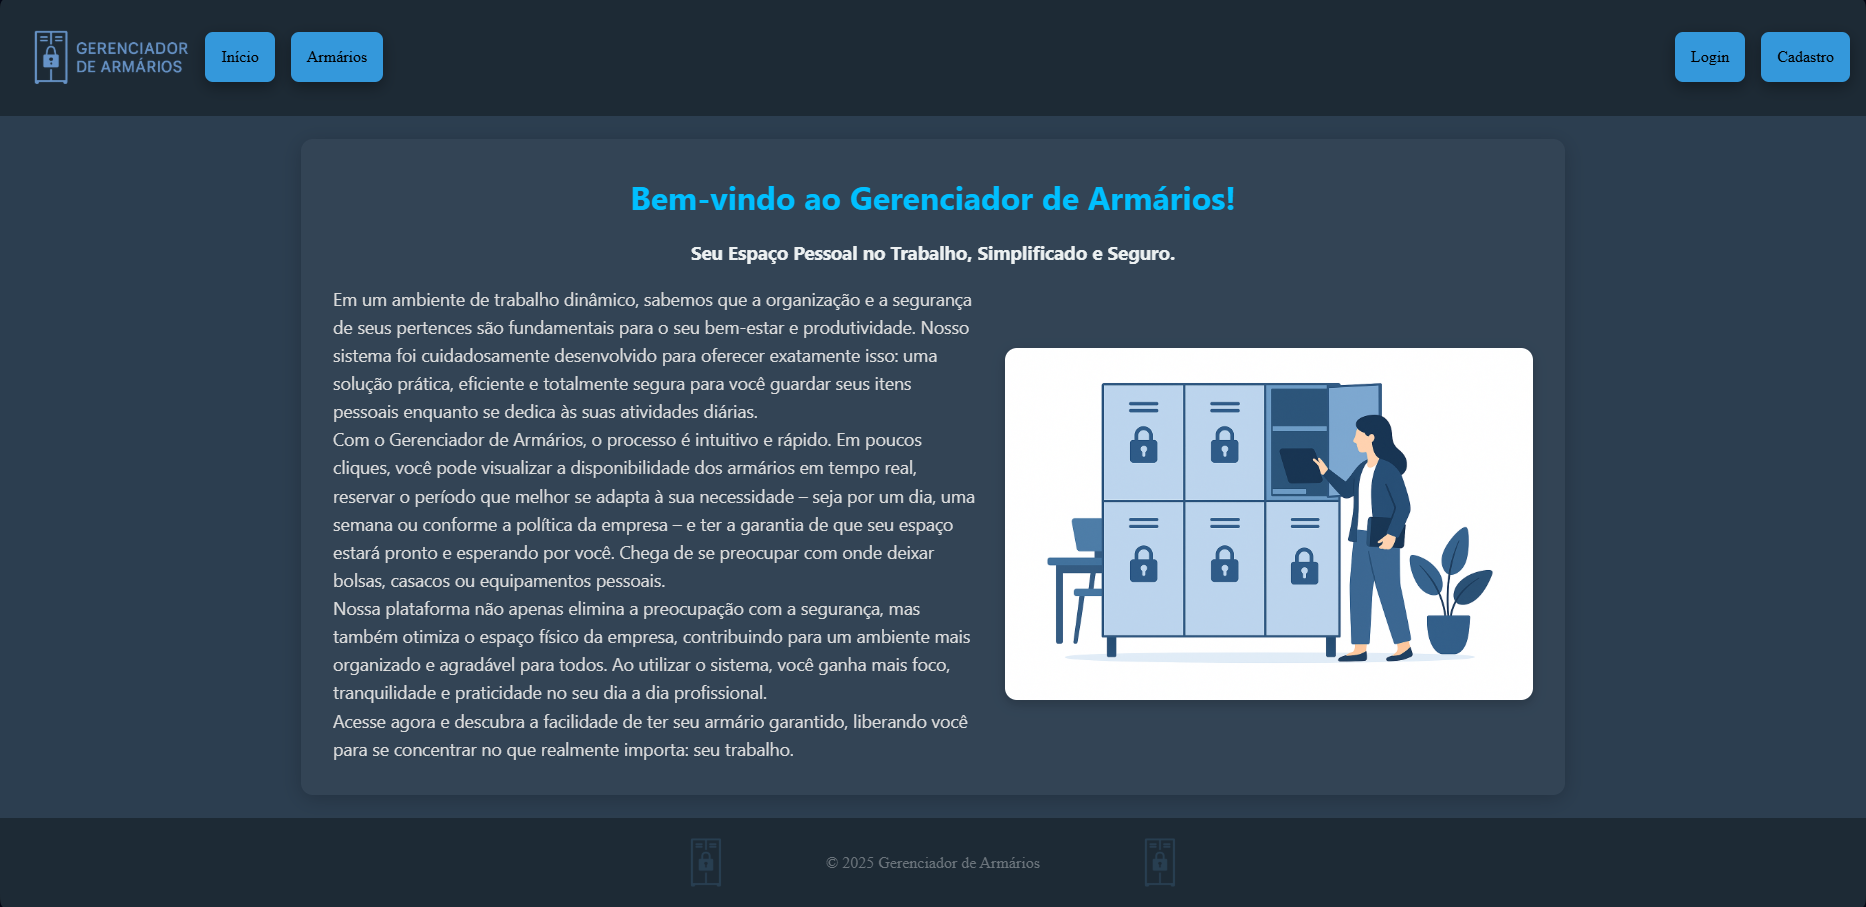 GERENCIADOR
DE ARMÁRIOS
Início
Armários
Login
Cadastro
Bem-vindo ao Gerenciador de Armários!
Seu Espaço Pessoal no Trabalho, Simplificado e Seguro.
Em um ambiente de trabalho dinâmico, sabemos que a organização e a segurança
de seus pertences são fundamentais para o seu bem-estar e produtividade. Nosso
sistema foi cuidadosamente desenvolvido para oferecer exatamente isso: uma
solução prática, eficiente e totalmente segura para você guardar seus itens
pessoais enquanto se dedica às suas atividades diárias.
Com o Gerenciador de Armários, o processo é intuitivo e rápido. Em poucos
cliques, você pode visualizar a disponibilidade dos armários em tempo real,
reservar o período que melhor se adapta à sua necessidade – seja por um dia, uma
semana ou conforme a política da empresa – e ter a garantia de que seu espaço
estará pronto e esperando por você. Chega de se preocupar com onde deixar
bolsas, casacos ou equipamentos pessoais.
Nossa plataforma não apenas elimina a preocupação com a segurança, mas
também otimiza o espaço físico da empresa, contribuindo para um ambiente mais
organizado e agradável para todos. Ao utilizar o sistema, você ganha mais foco,
tranquilidade e praticidade no seu dia a dia profissional.
Acesse agora e descubra a facilidade de ter seu armário garantido, liberando você
para se concentrar no que realmente importa: seu trabalho.
© 2025 Gerenciador de Armários